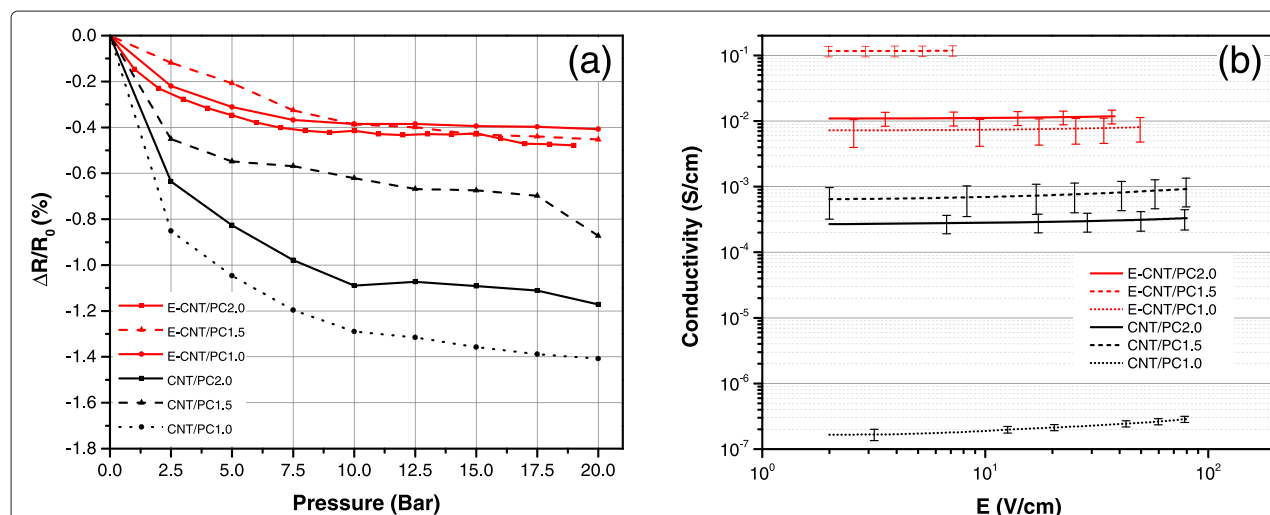 (a)
0.0
-0.2
-0.4
-0.6
-0.8
-1.0
-1.2
-1.4
-1.6
-1.8
ΔR/R0 (%)
E-CNT/PC2.0
E-CNT/PC1.5
E-CNT/PC1.0
CNT/PC2.0
CNT/PC1.5
CNT/PC1.0
0.0 2.5 5.0 7.5 10.0 12.5 15.0 17.5 20.0
Pressure (Bar)
(b)
10-1
10-2
10-3
10-4
10-5
10-6
10-7
Conductivity (S/cm)
E-CNT/PC2.0
E-CNT/PC1.5
E-CNT/PC1.0
CNT/PC2.0
CNT/PC1.5
CNT/PC1.0
100 101 102
E (V/cm)